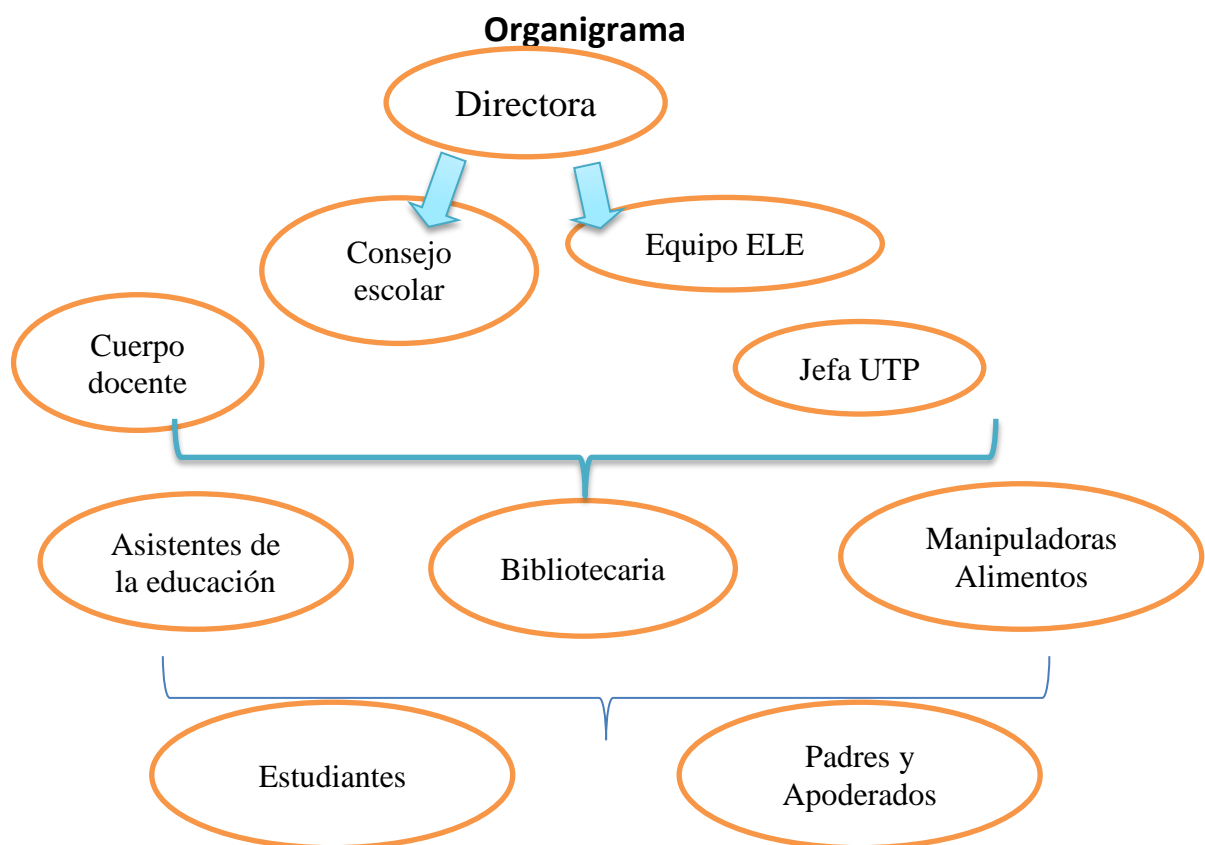 Organigrama
Directora
Consejo
escolar
Equipo ELE
Cuerpo
docente
Jefa UTP
Asistentes de
la educación
Bibliotecaria
Manipuladoras
Alimentos
Estudiantes
Padres y
Apoderados